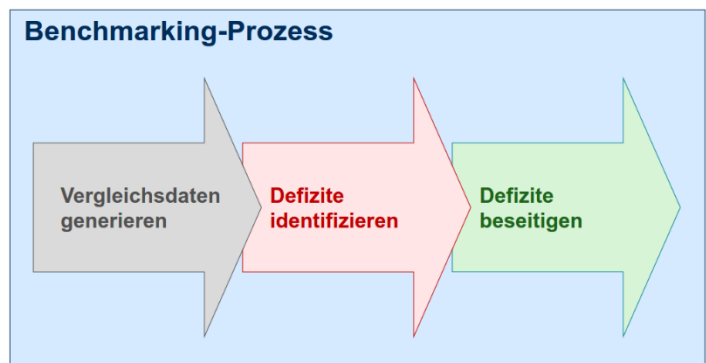 Benchmarking-Prozess
Vergleichsdaten
generieren
Defizite
identifizieren
Defizite
beseitigen